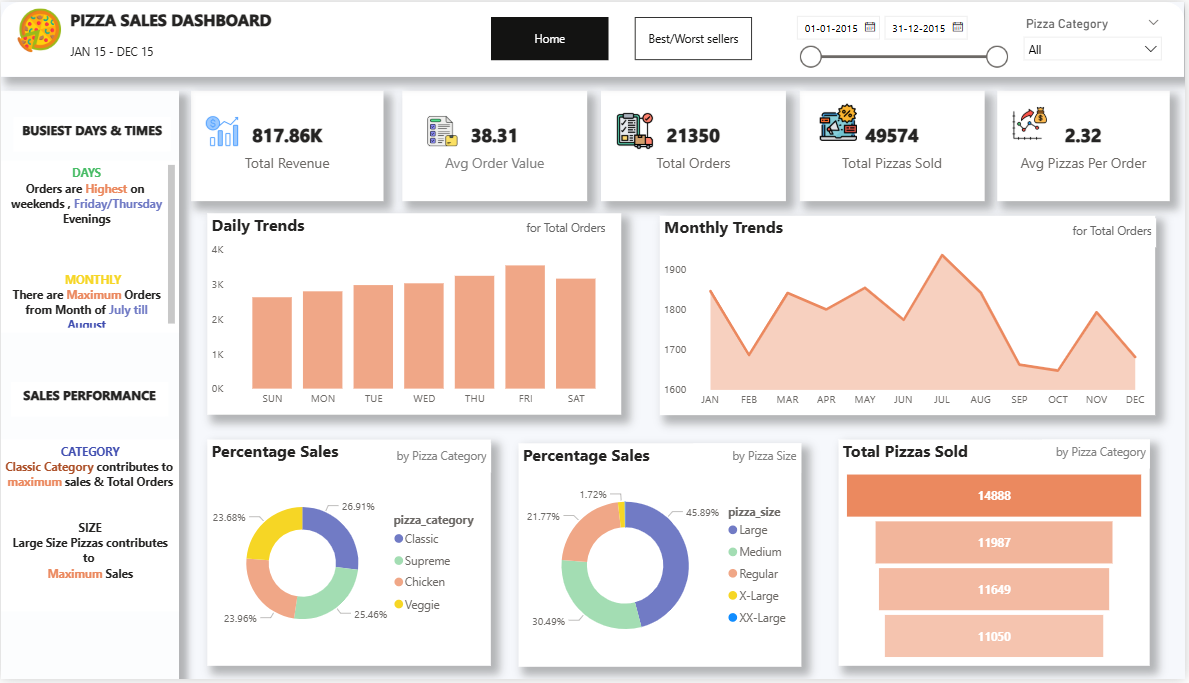 PIZZA SALES DASHBOARD
JAN 15 - DEC 15
Home
Best/Worst sellers
01-01-2015
31-12-2015
Pizza Category
All
BUSIEST DAYS & TIMES
DAYS
Orders are Highest on
weekends , Friday/Thursday
Evenings
MONTHLY
There are Maximum Orders
from Month of July till
August
SALES PERFORMANCE
CATEGORY
Classic Category contributes to
maximum sales & Total Orders
SIZE
Large Size Pizzas contributes
to
Maximum Sales
817.86K
Total Revenue
38.31
Avg Order Value
21350
Total Orders
49574
Total Pizzas Sold
2.32
Avg Pizzas Per Order
Daily Trends
for Total Orders
4K
3K
2K
1K
0K
SUN MON TUE WED THU FRI SAT
Monthly Trends
for Total Orders
1900
1800
1700
1600
JAN FEB MAR APR MAY JUN JUL AUG SEP OCT NOV DEC
Percentage Sales
by Pizza Category
26.91%
23.68%
23.96%
25.46%
pizza_category
Classic
Supreme
Chicken
Veggie
Percentage Sales
by Pizza Size
1.72%
45.89%
21.77%
30.49%
pizza_size
Large
Medium
Regular
X-Large
XX-Large
Total Pizzas Sold
by Pizza Category
14888
11987
11649
11050